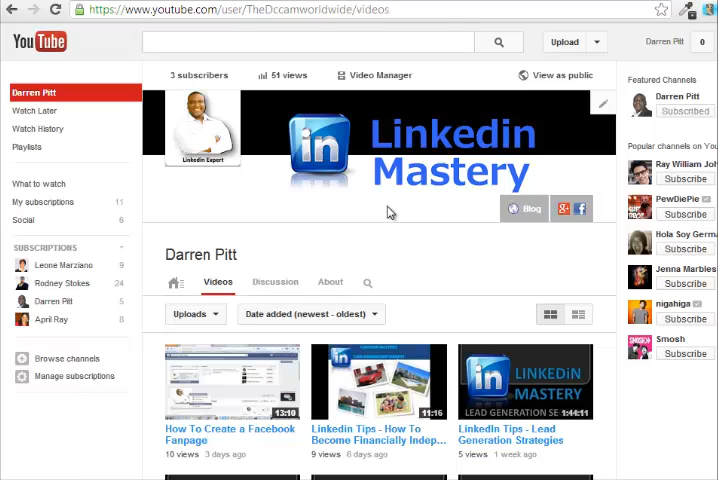 https://www.youtube.com/user/TheDccamworldwide/videos
YouTube
Upload
Darren Pitt
0
3 subscribers
51 views
Video Manager
View as public
Linkedin Expert
in
Linkedin
Mastery
Blog
g+
f
Darren Pitt
Watch Later
Watch History
Playlists
What to watch
My subscriptions 11
Social 6
SUBSCRIPTIONS
Leone Marziano 9
Rodney Stokes 24
Darren Pitt 5
April Ray 8
Browse channels
Manage subscriptions
Darren Pitt
Videos
Discussion
About
Uploads
Date added (newest - oldest)
13:10
How To Create a Facebook
Fanpage
10 views 3 days ago
11:16
Linkedin Tips - How To
Become Financially Indep...
9 views 6 days ago
in
LINKEDiN
MASTERY
LEAD GENERATION SE
1:44:11
LinkedIn Tips - Lead
Generation Strategies
5 views 1 week ago
Featured Channels
Darren Pitt
Subscribed
Popular channels on You
Ray William Joh
Subscribe
PewDiePie
Subscribe
Hola Soy Germa
Subscribe
Jenna Marbles
Subscribe
nigahiga
Subscribe
Smosh
Subscribe